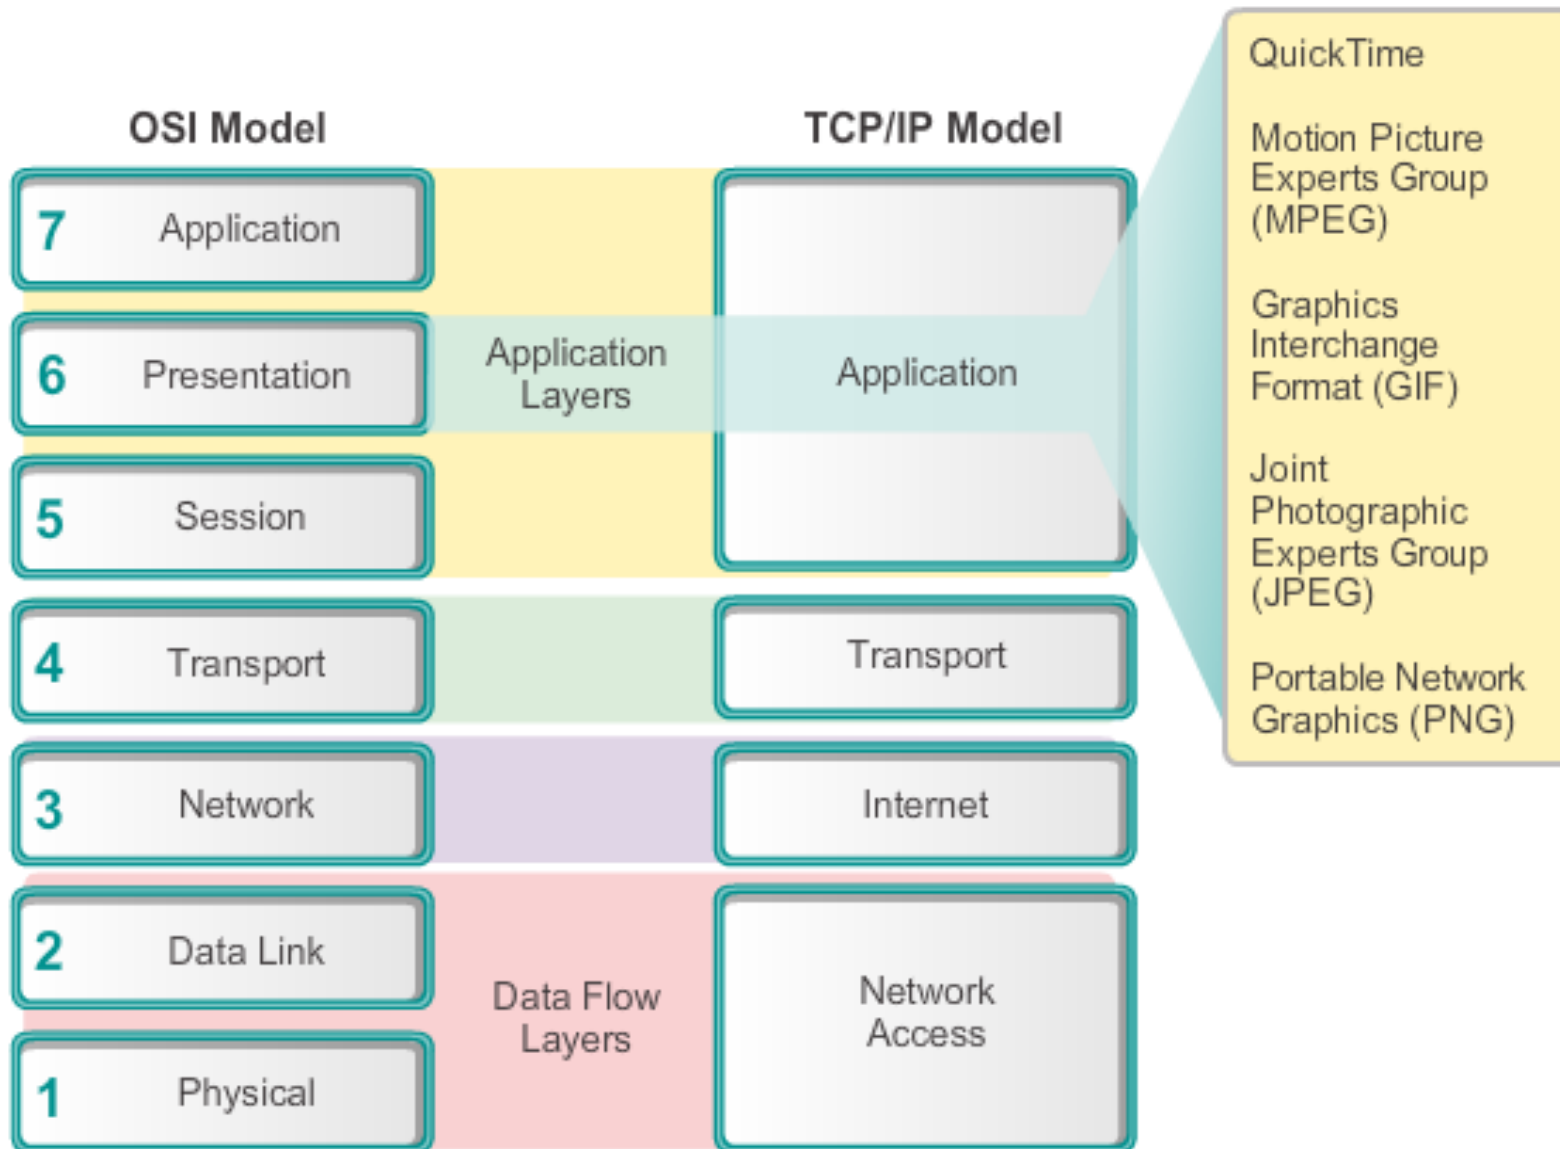 OSI Model
7
Application
6
Presentation
5
Session
4
Transport
3
Network
2
Data Link
1
Physical
Application
Layers
Data Flow
Layers
TCP/IP Model
Application
Transport
Internet
Network
Access
QuickTime
Motion Picture
Experts Group
(MPEG)
Graphics
Interchange
Format (GIF)
Joint
Photographic
Experts Group
(JPEG)
Portable Network
Graphics (PNG)